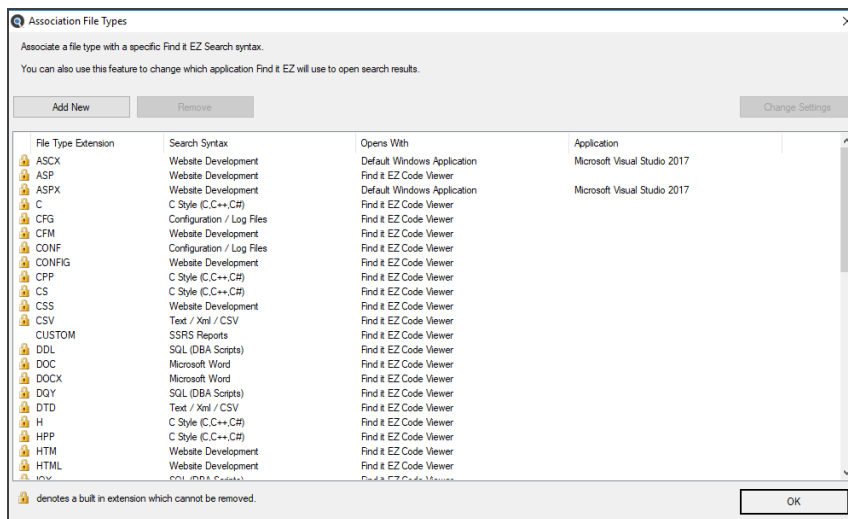 Association File Types
Associate a file type with a specific Find it EZ Search syntax.
You can also use this feature to change which application Find it EZ will use to open search results.
Add New Remove Change Settings
File Type Extension Search Syntax Opens With Application
ASCX Website Development Default Windows Application Microsoft Visual Studio 2017
ASP Website Development Find it EZ Code Viewer
ASPX Website Development Default Windows Application Microsoft Visual Studio 2017
C C Style (C,C++,C#) Find it EZ Code Viewer
CFG Configuration / Log Files Find it EZ Code Viewer
CFM Website Development Find it EZ Code Viewer
CONF Configuration / Log Files Find it EZ Code Viewer
CONFIG Website Development Find it EZ Code Viewer
CPP C Style (C,C++,C#) Find it EZ Code Viewer
CS C Style (C,C++,C#) Find it EZ Code Viewer
CSS Website Development Find it EZ Code Viewer
CSV Text / Xml / CSV Find it EZ Code Viewer
CUSTOM SSRS Reports Find it EZ Code Viewer
DDL SQL (DBA Scripts) Find it EZ Code Viewer
DOC Microsoft Word Find it EZ Code Viewer
DOCX Microsoft Word Find it EZ Code Viewer
DQY SQL (DBA Scripts) Find it EZ Code Viewer
DTD Text / Xml / CSV Find it EZ Code Viewer
H C Style (C,C++,C#) Find it EZ Code Viewer
HPP C Style (C,C++,C#) Find it EZ Code Viewer
HTM Website Development Find it EZ Code Viewer
HTML Website Development Find it EZ Code Viewer
denotes a built in extension which cannot be removed.
OK